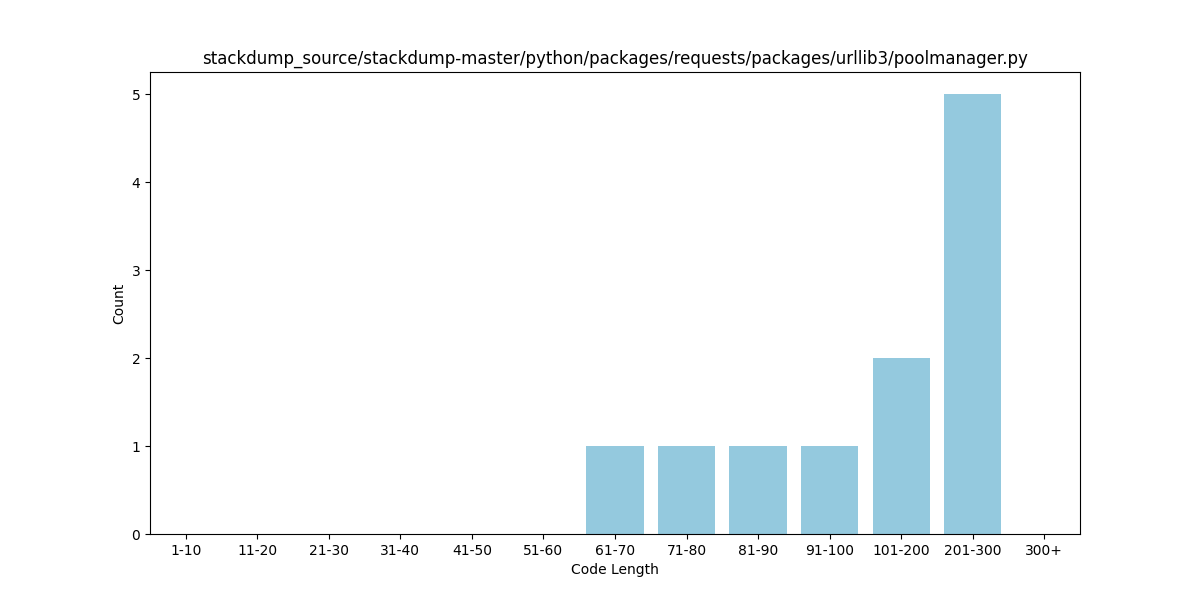 stackdump_source/stackdump-master/python/packages/requests/packages/urllib3/poolmanager.py
5
4
3
2
1
0
Count
1-10 11-20 21-30 31-40 41-50 51-60 61-70 71-80 81-90 91-100 101-200 201-300 300+
Code Length